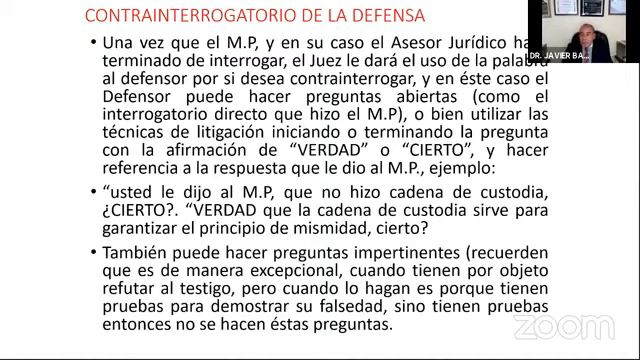 CONTRAINTERROGATORIO DE LA DEFENSA
• Una vez que el M.P, y en su caso el Asesor Jurídico ha
terminado de interrogar, el Juez le dará el uso de la palabra
al defensor por si desea contrainterrogar, y en éste caso el
Defensor puede hacer preguntas abiertas (como el
interrogatorio directo que hizo el M.P), o bien utilizar las
técnicas de litigación iniciando o terminando la pregunta
con la afirmación de “VERDAD” o “CIERTO”, y hacer
referencia a la respuesta que le dio al M.P., ejemplo:
• “usted le dijo al M.P, que no hizo cadena de custodia,
¿CIERTO?. “VERDAD que la cadena de custodia sirve para
garantizar el principio de mismidad, cierto?
• También puede hacer preguntas impertinentes (recuerden
que es de manera excepcional, cuando tienen por objeto
refutar al testigo, pero cuando lo hagan es porque tienen
pruebas para demostrar su falsedad, sino tienen pruebas
entonces no se hacen éstas preguntas.
DR. JAVIER BA...
zoom